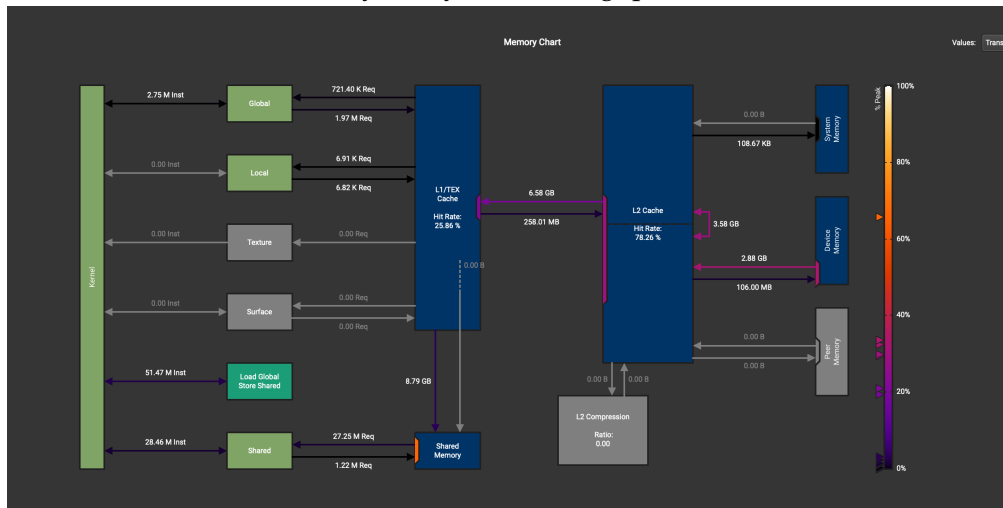 Memory Chart
Values: Trans
Kernel
2.75 M Inst
0.00 Inst
0.00 Inst
0.00 Inst
51.47 M Inst
28.46 M Inst
Global
Local
Texture
Surface
Load Global
Store Shared
Shared
721.40 K Req
1.97 M Req
6.91 K Req
6.82 K Req
0.00 Req
0.00 Req
0.00 Req
27.25 M Req
1.22 M Req
L1/TEX
Cache
Hit Rate:
25.86 %
0.00 B
8.79 GB
Shared
Memory
6.58 GB
258.01 MB
L2 Cache
Hit Rate:
78.26 %
3.58 GB
0.00 B
0.00 B
L2 Compression
Ratio:
0.00
0.00 B
108.67 KB
2.88 GB
106.00 MB
0.00 B
0.00 B
System
Memory
Device
Memory
Peer
Memory
% Peak
100%
80%
60%
40%
20%
0%